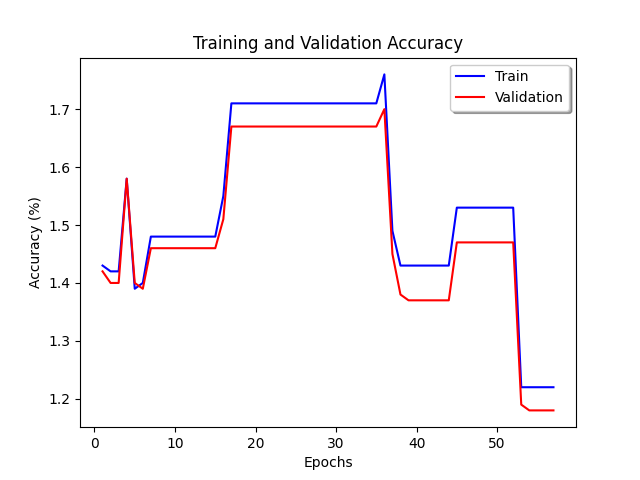 Training and Validation Accuracy
Train
Validation
Accuracy (%)
1.7
1.6
1.5
1.4
1.3
1.2
0 10 20 30 40 50
Epochs